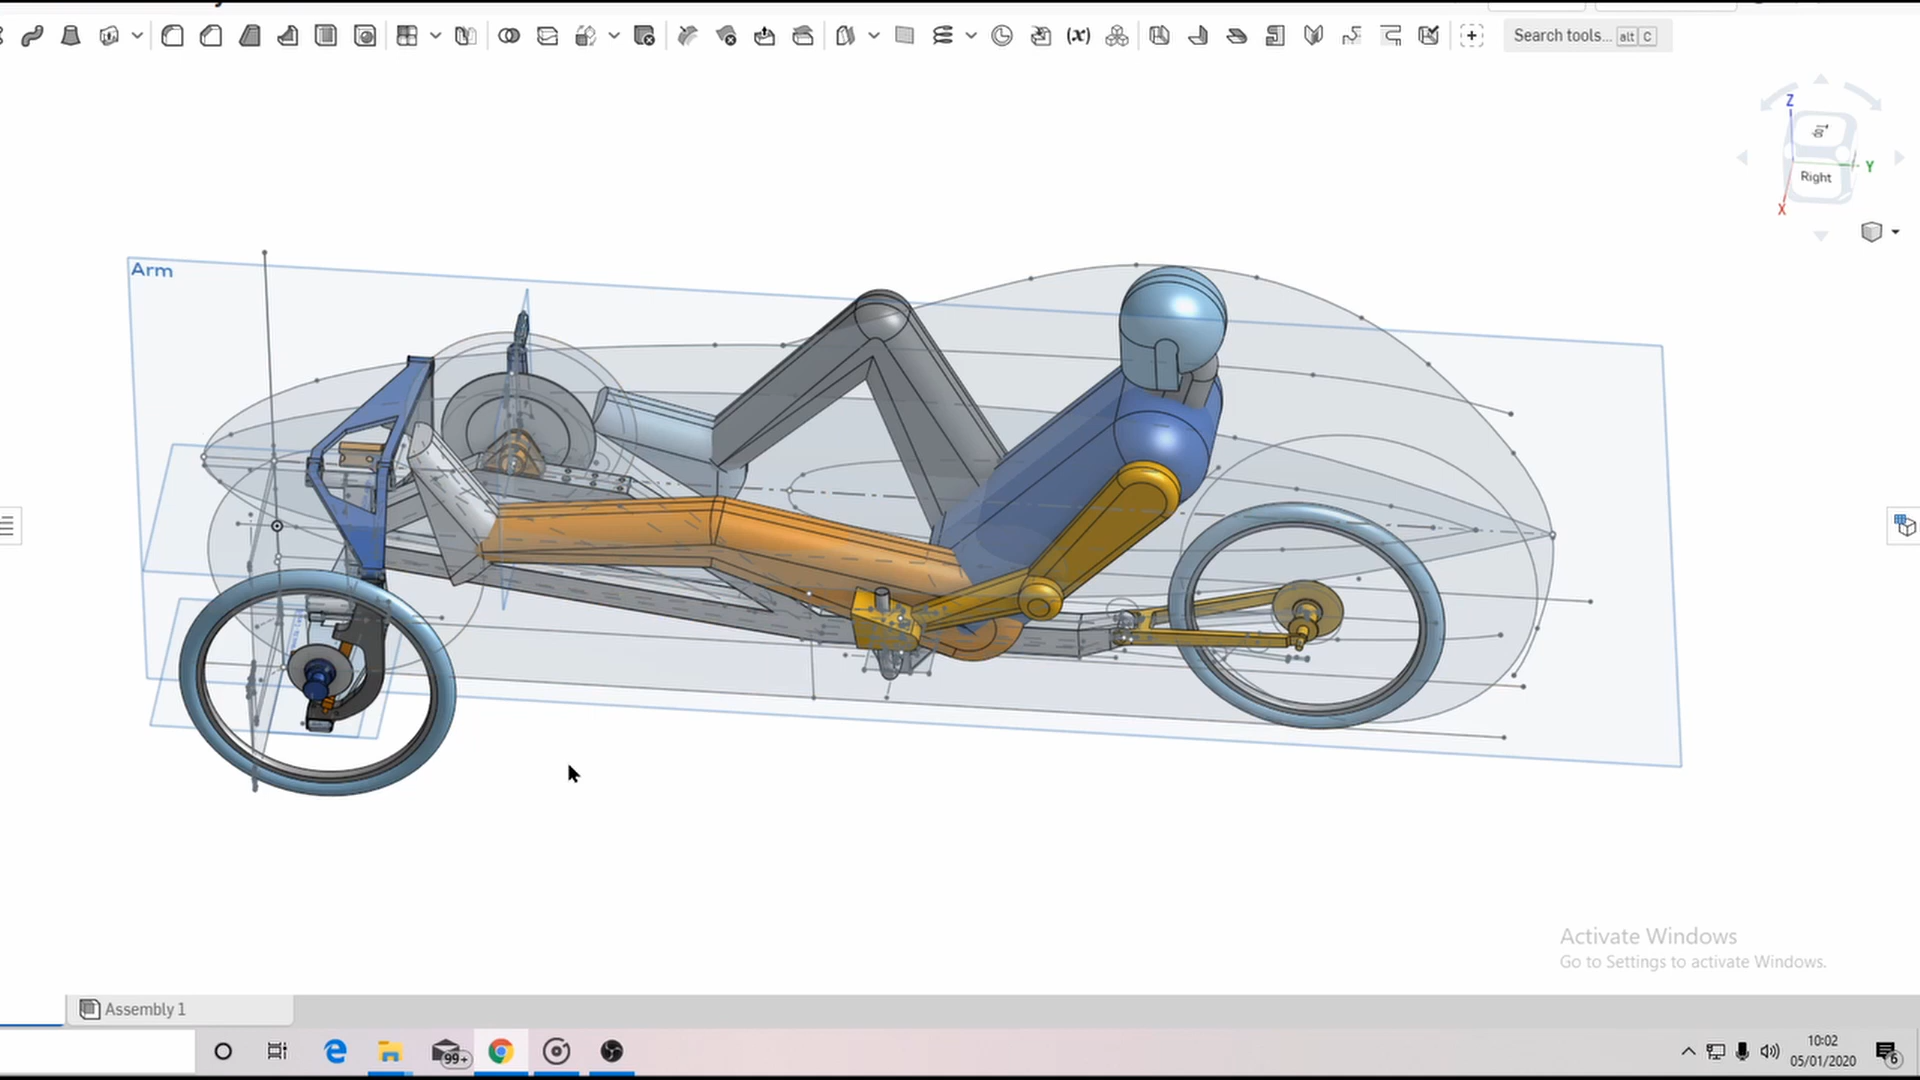 (x)
Search tools... alt C
Z
Y
Right
X
Arm
Activate Windows
Go to Settings to activate Windows.
Assembly 1
99+
10:02
05/01/2020
6